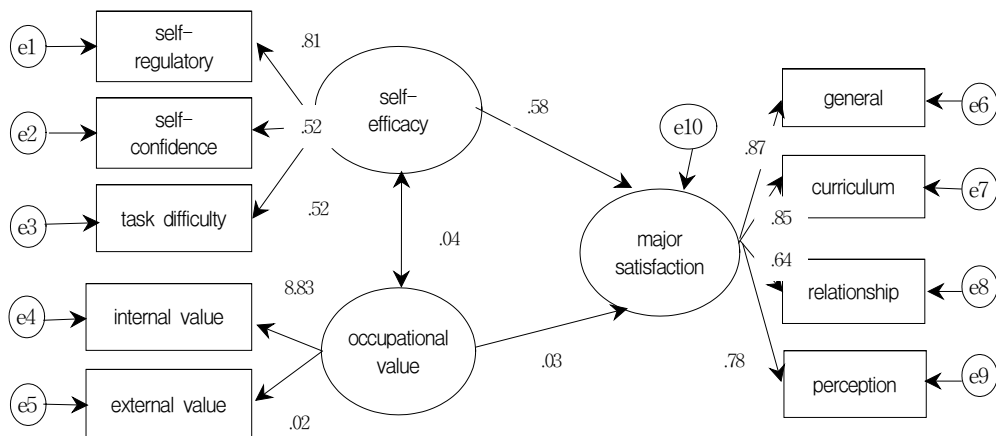 e1
self-
regulatory
.81
self-
efficacy
e2
self-
confidence
.52
e3
task difficulty
.52
.58
e10
general
e6
.87
curriculum
e7
.85
major
satisfaction
.64
relationship
e8
.04
e4
internal value
8.83
occupational
value
.03
.78
perception
e9
e5
external value
.02